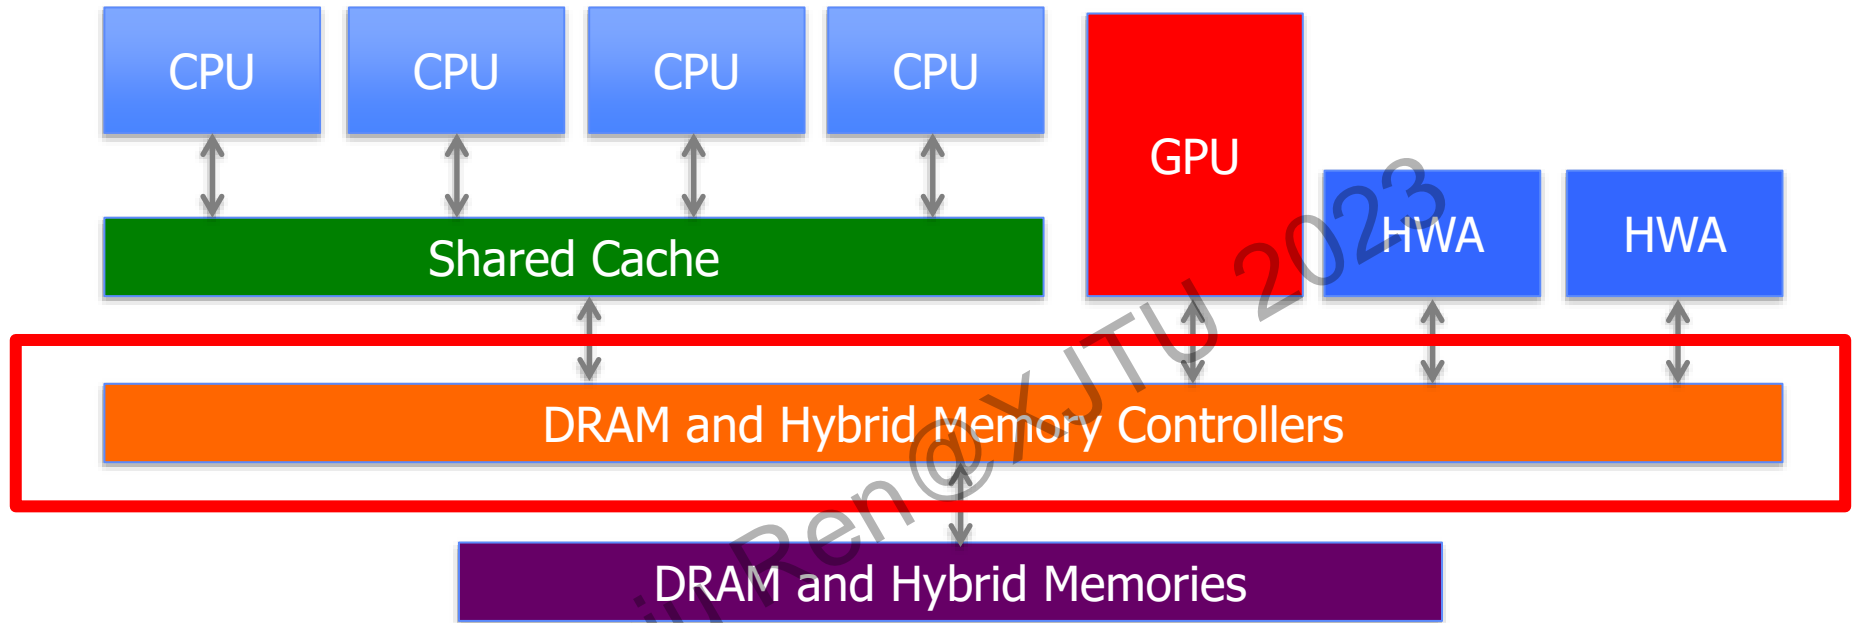 CPU
CPU
CPU
CPU
GPU
HWA
HWA
Shared Cache
DRAM and Hybrid Memory Controllers
DRAM and Hybrid Memories
Ren@XJTU 2023